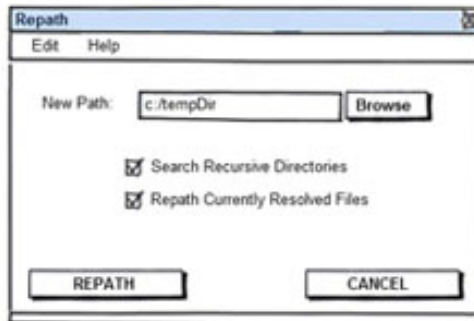 Repath
Edit Help
New Path: c:/tempDir Browse
Search Recursive Directories
Repath Currently Resolved Files
REPATH CANCEL